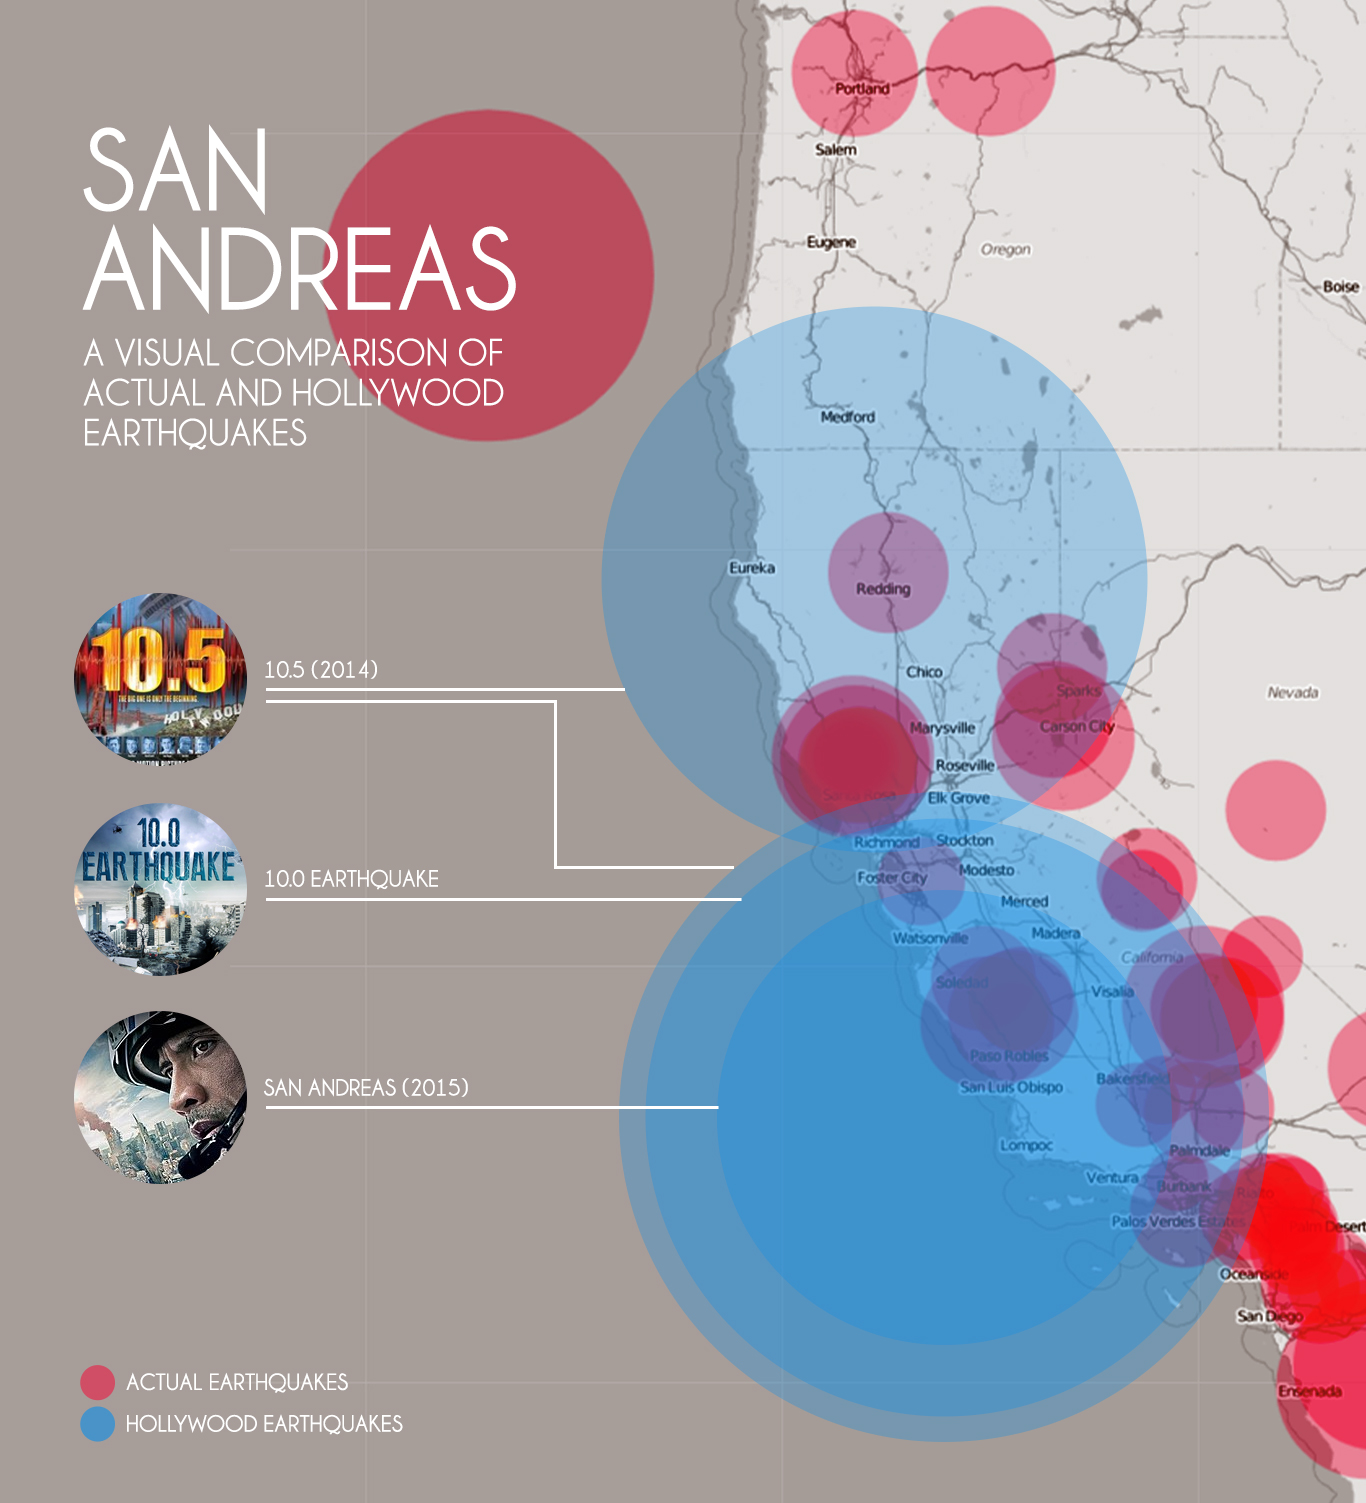 SAN
ANDREAS
A VISUAL COMPARISON OF
ACTUAL AND HOLLYWOOD
EARTHQUAKES
Portland
Salem
Eugene
Oregon
Boise
Medford
Eureka
Redding
Chico
Sparks
Nevada
Carson City
Marysville
Roseville
Santa Rosa
Elk Grove
Richmond
Stockton
Foster City
Modesto
Merced
Watsonville
Madera
California
Soledad
Visalia
Paso Robles
San Luis Obispo
Bakersfield
Lompoc
Palmdale
Ventura
Burbank
Rialto
Palos Verdes Estates
Palm Desert
Oceanside
San Diego
Ensenada
10.5
THE BIG ONE IS ONLY THE BEGINNING
HOLLYWOOD
10.5 (2014)
10.0
EARTHQUAKE
10.0 EARTHQUAKE
SAN ANDREAS (2015)
ACTUAL EARTHQUAKES
HOLLYWOOD EARTHQUAKES